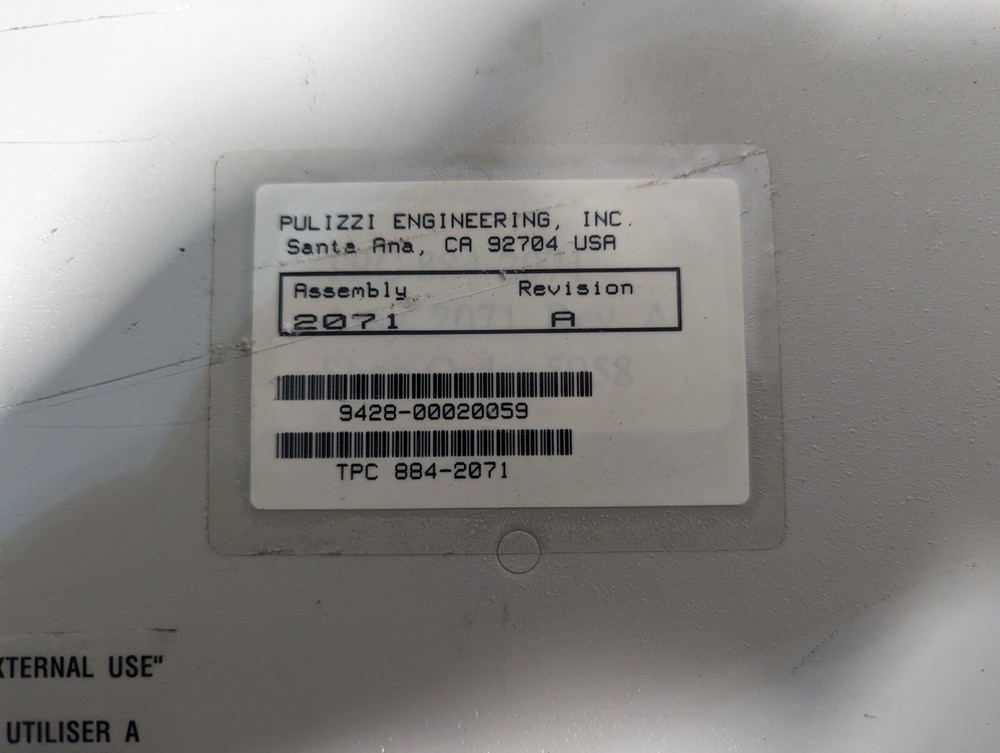 PULIZZI ENGINEERING, INC.
Santa Ana, CA 92704 USA
Assembly Revision
2071 A
9428-00020059
TPC 884-2071
XTERNAL USE"
UTILISER A